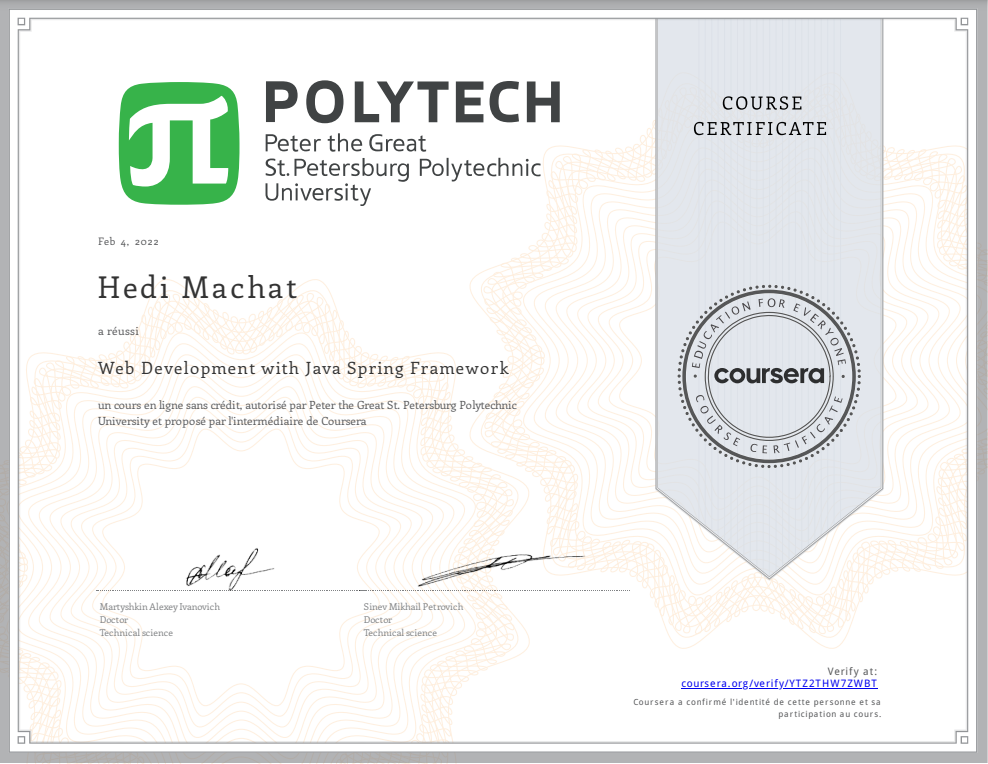 POLYTECH
Peter the Great
St.Petersburg Polytechnic
University
COURSE
CERTIFICATE
Feb 4, 2022
Hedi Machat
a réussi
Web Development with Java Spring Framework
un cours en ligne sans crédit, autorisé par Peter the Great St. Petersburg Polytechnic
University et proposé par l'intermédiaire de Coursera
EDUCATION FOR EVERYONE
coursera
COURSE CERTIFICATE
Martyshkin Alexey Ivanovich
Doctor
Technical science
Sinev Mikhail Petrovich
Doctor
Technical science
Verify at:
coursera.org/verify/YTZ2THW7ZWBT
Coursera a confirmé l'identité de cette personne et sa
participation au cours.